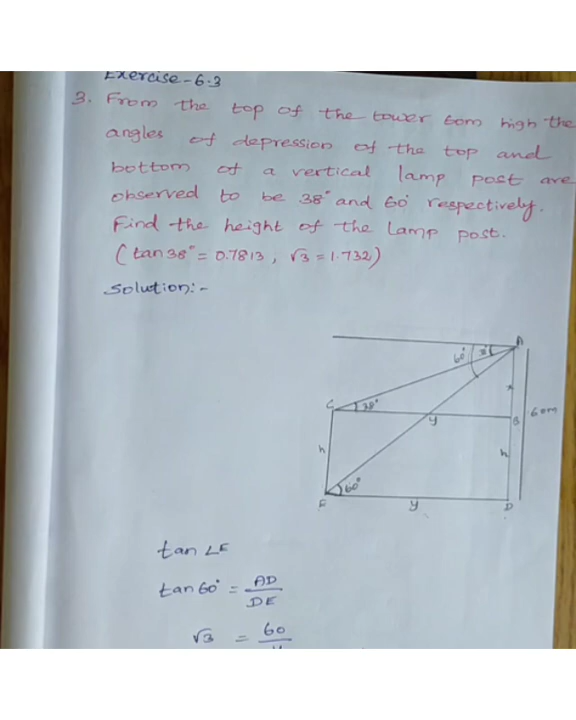 Exercise-6.3
3. From the top of the tower 60m high the
angles of depression of the top and
bottom of a vertical lamp post are
observed to be 38° and 60° respectively.
Find the height of the Lamp post.
(tan 38° = 0.7813, √3 = 1.732)
Solution:-
A
60°
x
C
38°
y
B
60m
h
h
E
60°
y
D
tan ∠E
tan 60° = AD
DE
√3 = 60